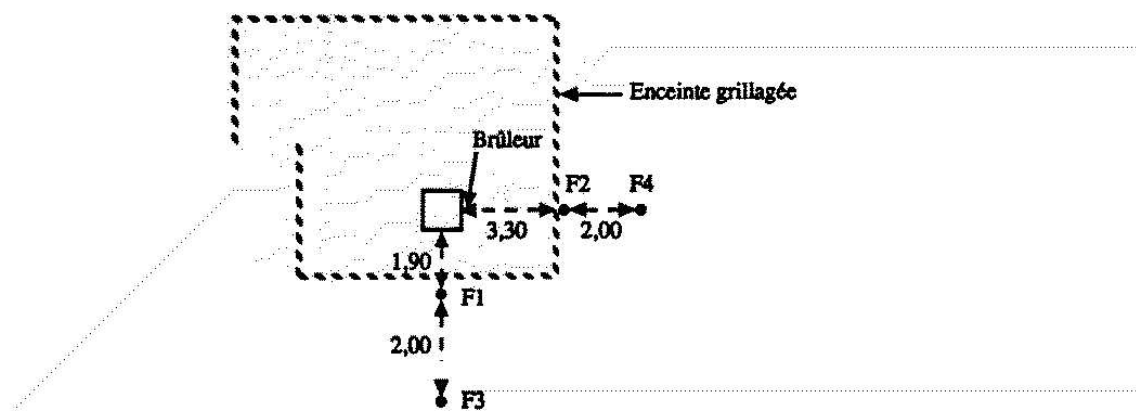 Enceinte grillagée
Brûleur
F2
F4
3,30
2,00
1,90
F1
2,00
F3